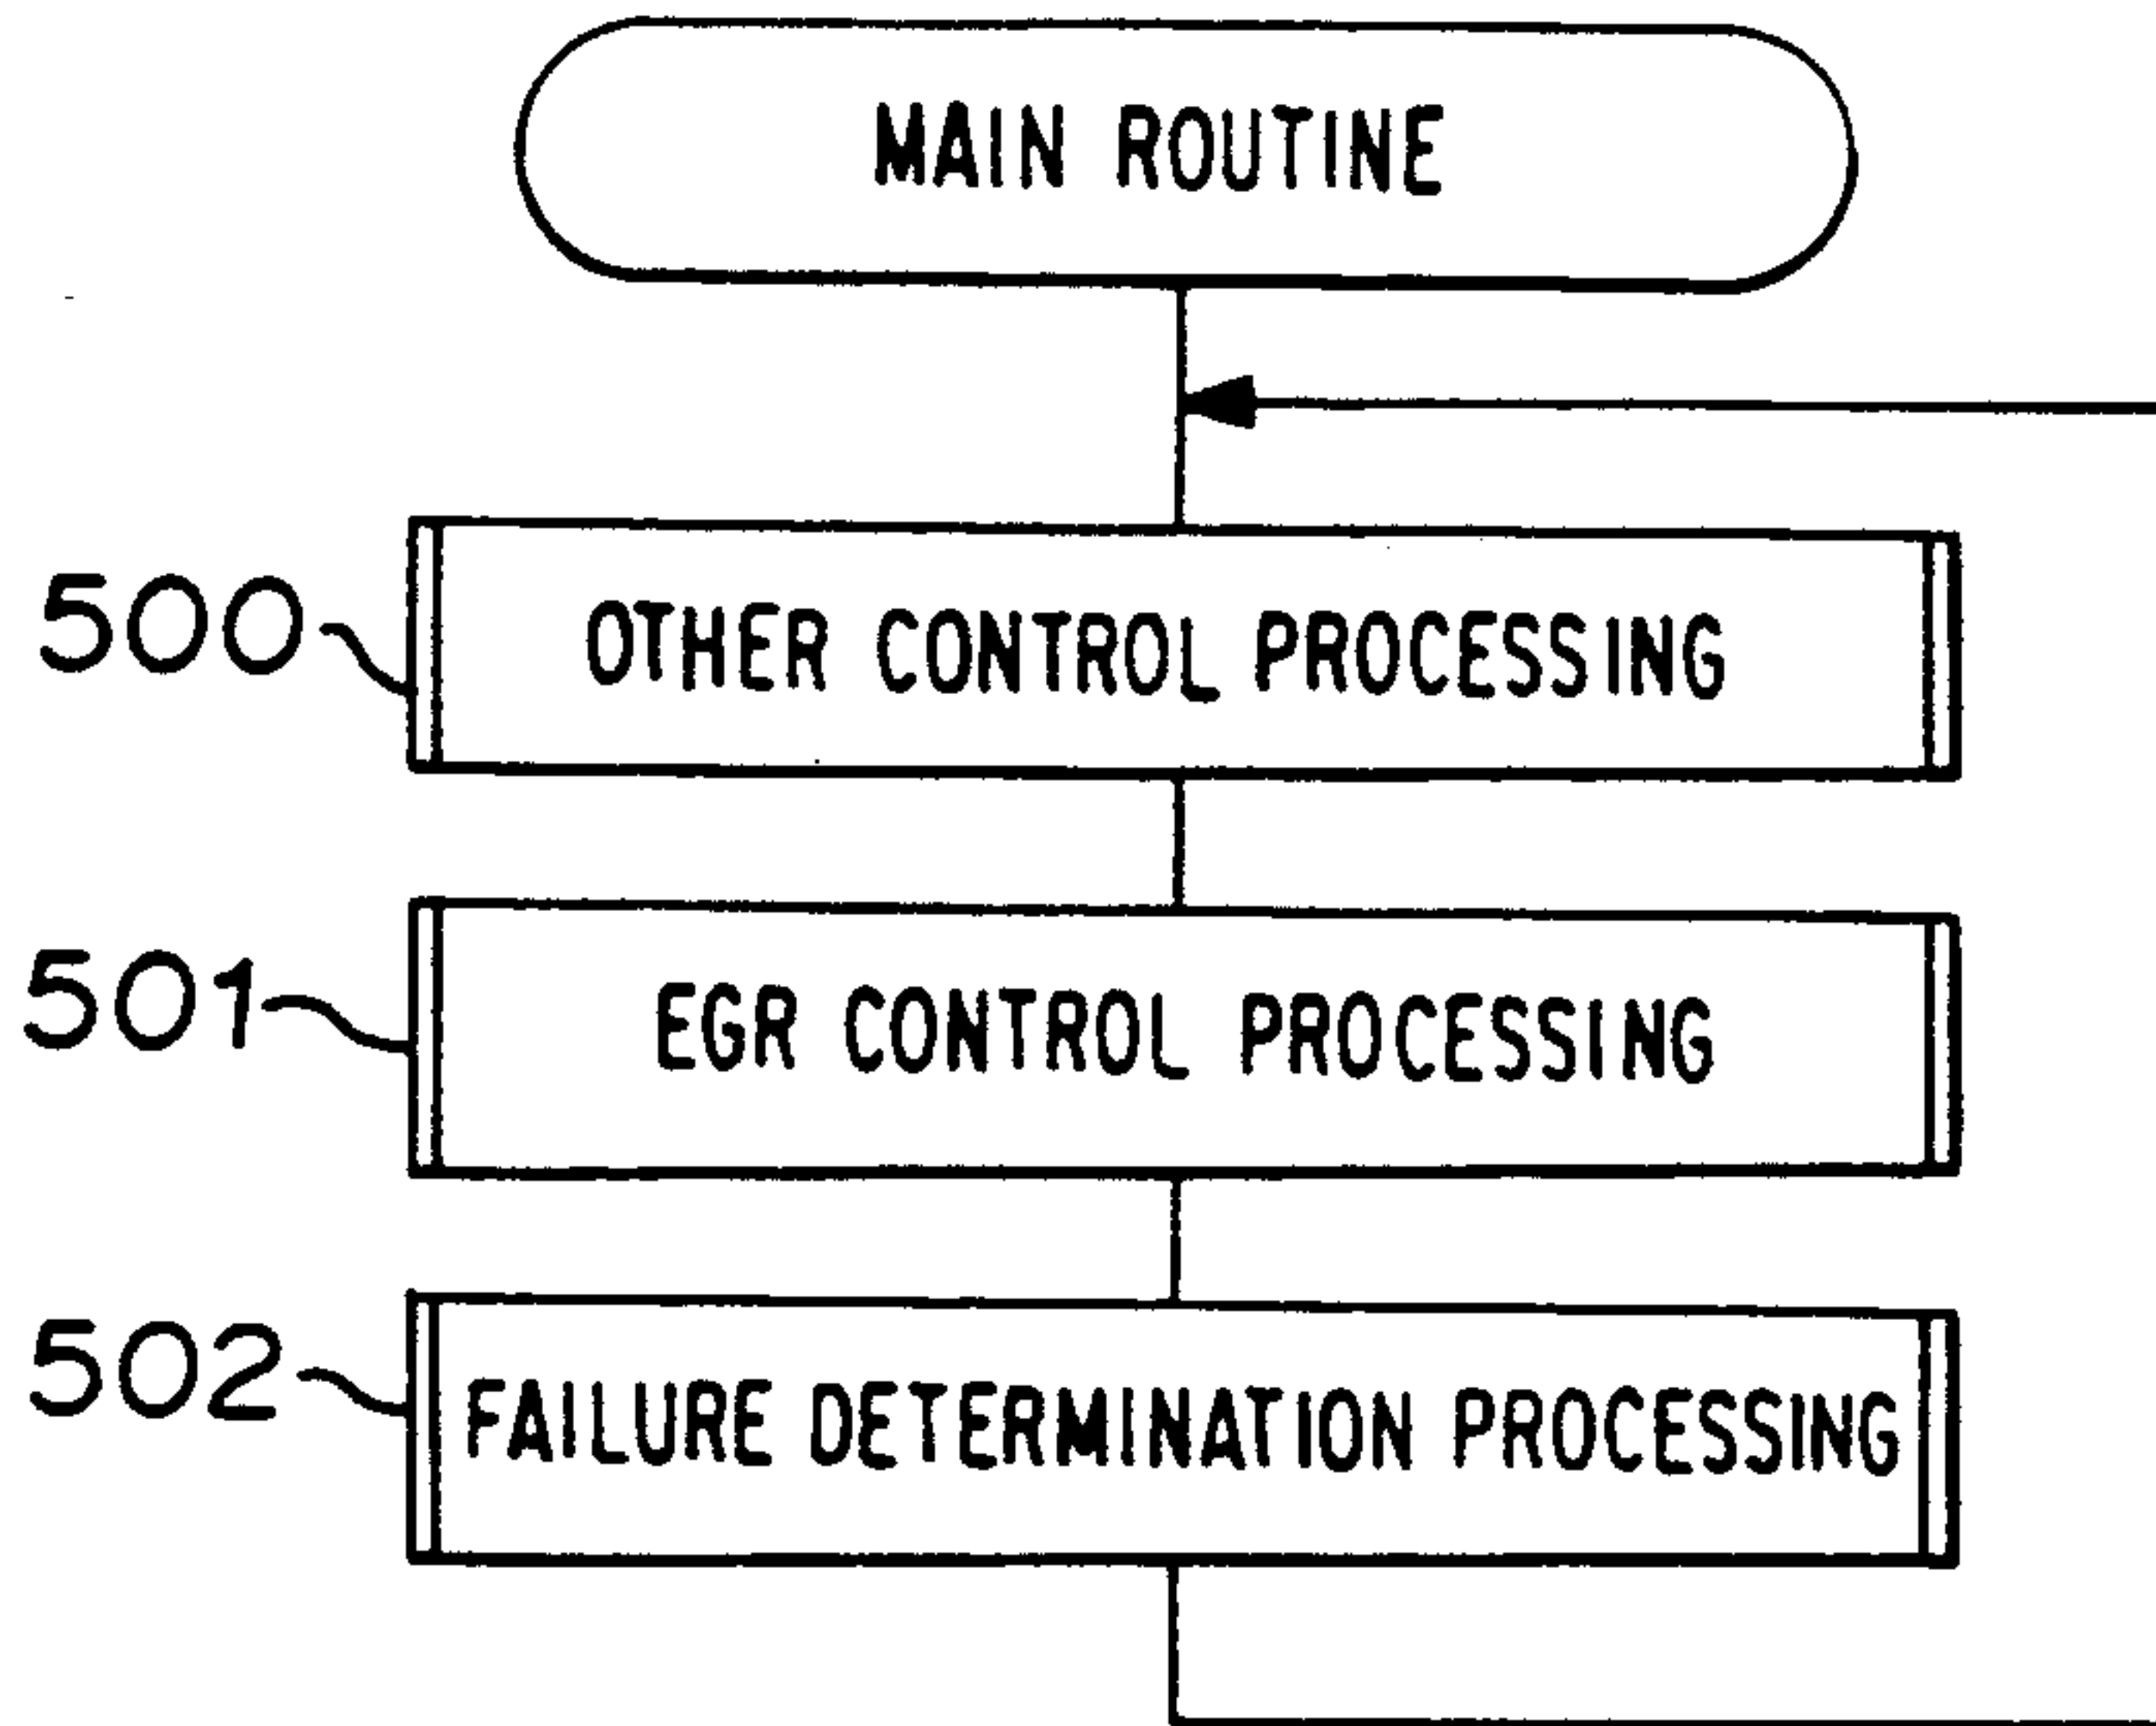 MAIN ROUTINE
500
OTHER CONTROL PROCESSING
501
EGR CONTROL PROCESSING
502
FAILURE DETERMINATION PROCESSING